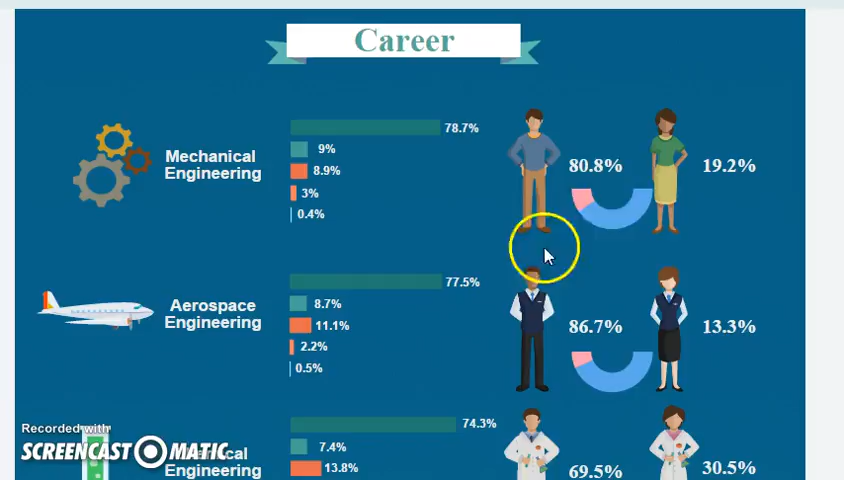 Career
Mechanical
Engineering
78.7%
9%
8.9%
3%
0.4%
80.8%
19.2%
Aerospace
Engineering
77.5%
8.7%
11.1%
2.2%
0.5%
86.7%
13.3%
Engineering
74.3%
7.4%
13.8%
69.5%
30.5%
Recorded with
SCREENCAST MATIC